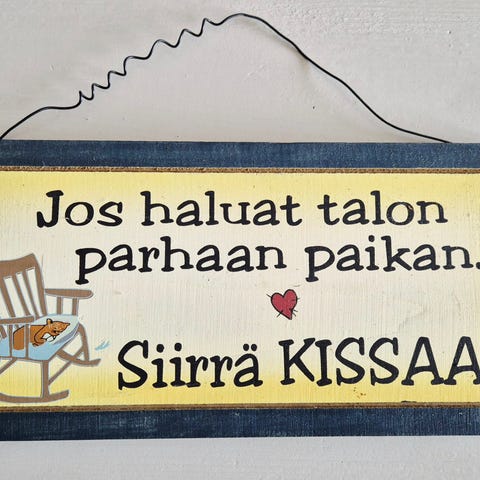 Jos haluat talon
parhaan paikan.
Siirrä KISSAA